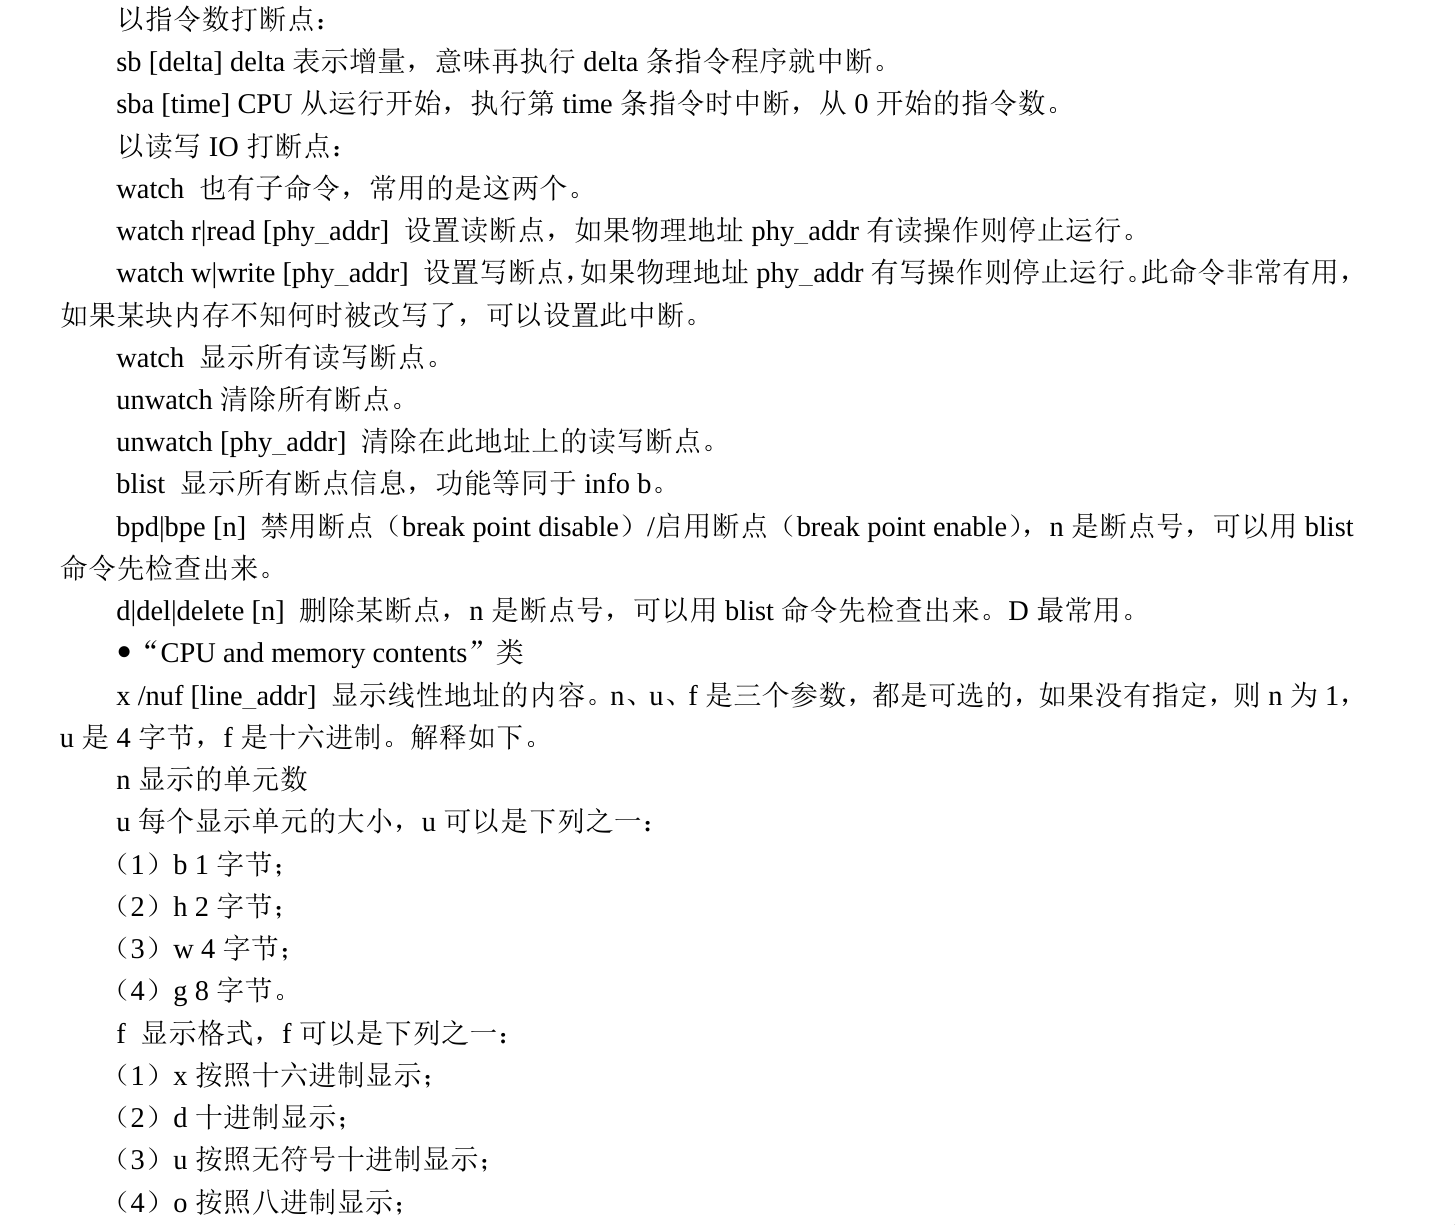 以指令数打断点：
sb [delta] delta 表示增量，意味再执行 delta 条指令程序就中断。
sba [time] CPU 从运行开始，执行第 time 条指令时中断，从 0 开始的指令数。
以读写 IO 打断点：
watch 也有子命令，常用的是这两个。
watch r|read [phy_addr] 设置读断点，如果物理地址 phy_addr 有读操作则停止运行。
watch w|write [phy_addr] 设置写断点，如果物理地址 phy_addr 有写操作则停止运行。此命令非常有用，
如果某块内存不知何时被改写了，可以设置此中断。
watch 显示所有读写断点。
unwatch 清除所有断点。
unwatch [phy_addr] 清除在此地址上的读写断点。
blist 显示所有断点信息，功能等同于 info b。
bpd|bpe [n] 禁用断点（break point disable）/启用断点（break point enable），n 是断点号，可以用 blist
命令先检查出来。
d|del|delete [n] 删除某断点，n 是断点号，可以用 blist 命令先检查出来。D 最常用。
●“CPU and memory contents”类
x /nuf [line_addr] 显示线性地址的内容。n、u、f 是三个参数，都是可选的，如果没有指定，则 n 为 1，
u 是 4 字节，f 是十六进制。解释如下。
n 显示的单元数
u 每个显示单元的大小，u 可以是下列之一：
（1）b 1 字节；
（2）h 2 字节；
（3）w 4 字节；
（4）g 8 字节。
f 显示格式，f 可以是下列之一：
（1）x 按照十六进制显示；
（2）d 十进制显示；
（3）u 按照无符号十进制显示；
（4）o 按照八进制显示；